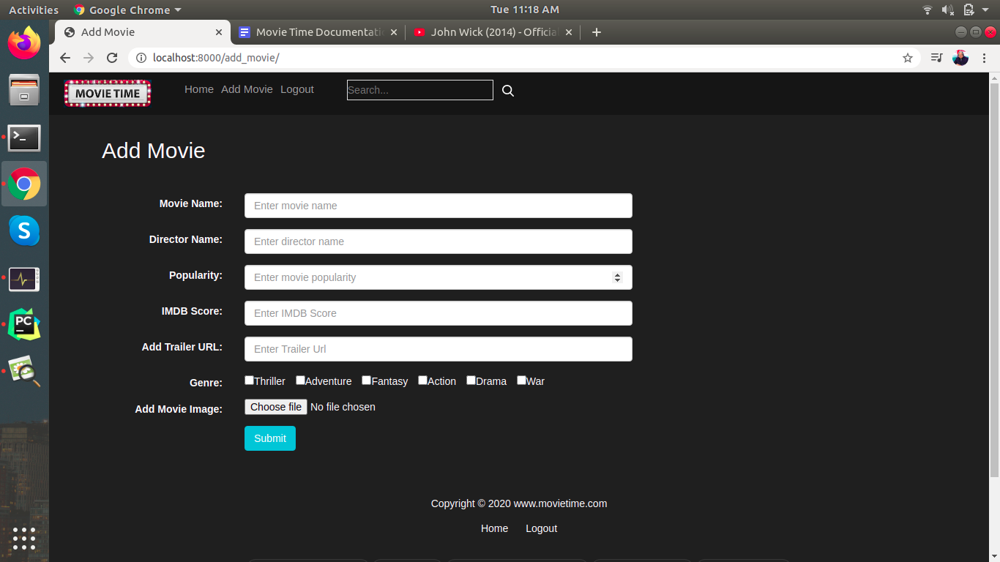 Activities Google Chrome Tue 11:18 AM
Add Movie Movie Time Documentati John Wick (2014) - Official
localhost:8000/add_movie/
MOVIE TIME Home Add Movie Logout Search...
Add Movie
Movie Name: Enter movie name
Director Name: Enter director name
Popularity: Enter movie popularity
IMDB Score: Enter IMDB Score
Add Trailer URL: Enter Trailer Url
Genre: Thriller Adventure Fantasy Action Drama War
Add Movie Image: Choose file No file chosen
Submit
Copyright © 2020 www.movietime.com
Home Logout
S
PC